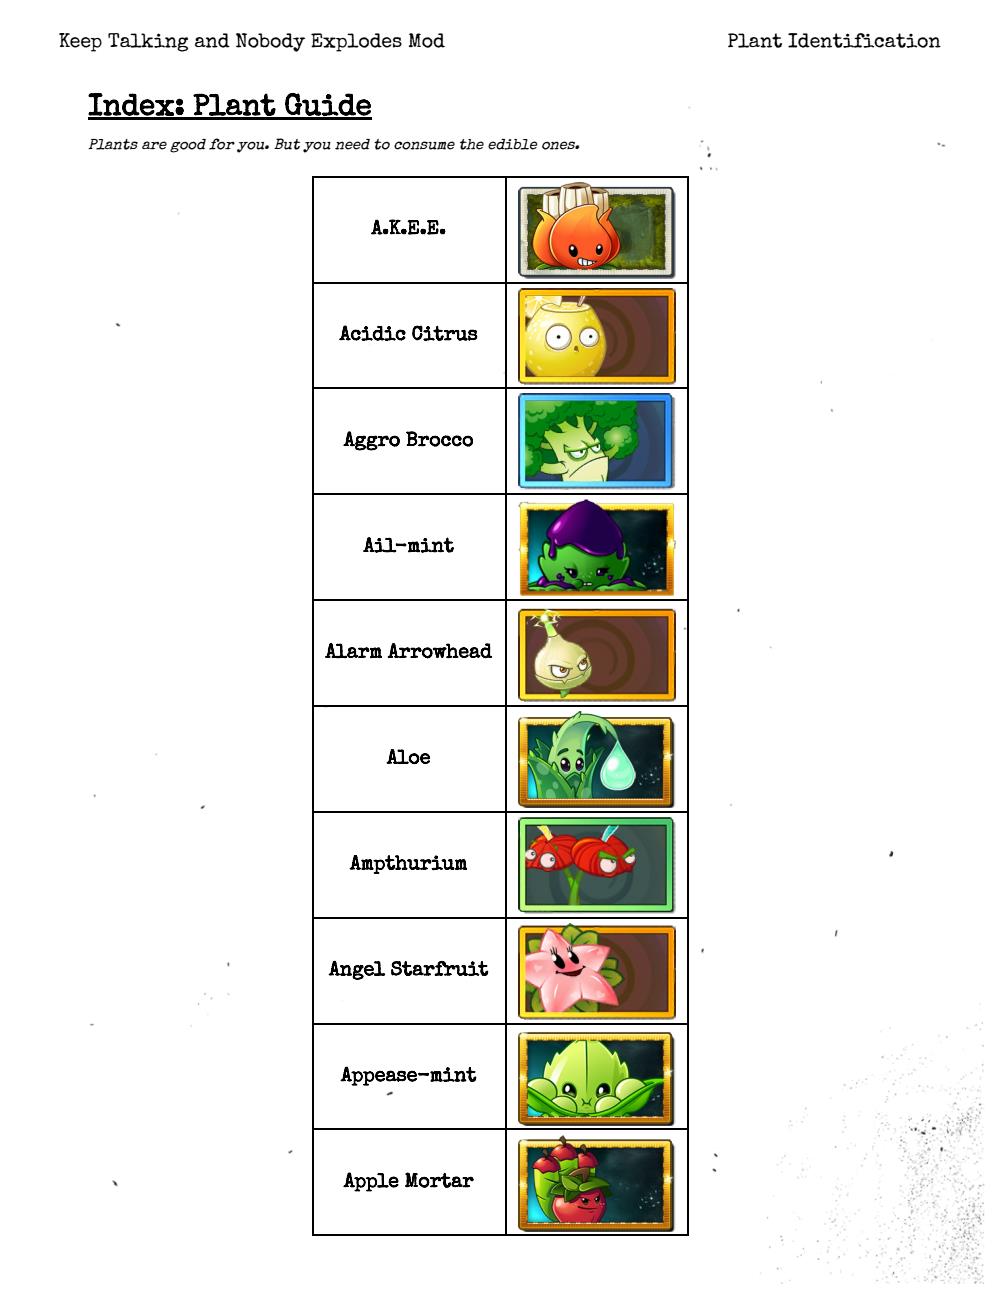 Keep Talking and Nobody Explodes Mod
Plant Identification
Index: Plant Guide
Plants are good for you. But you need to consume the edible ones.
A.K.E.E.
Acidic Citrus
Aggro Brocco
Ail-mint
Alarm Arrowhead
Aloe
Ampthurium
Angel Starfruit
Appease-mint
Apple Mortar